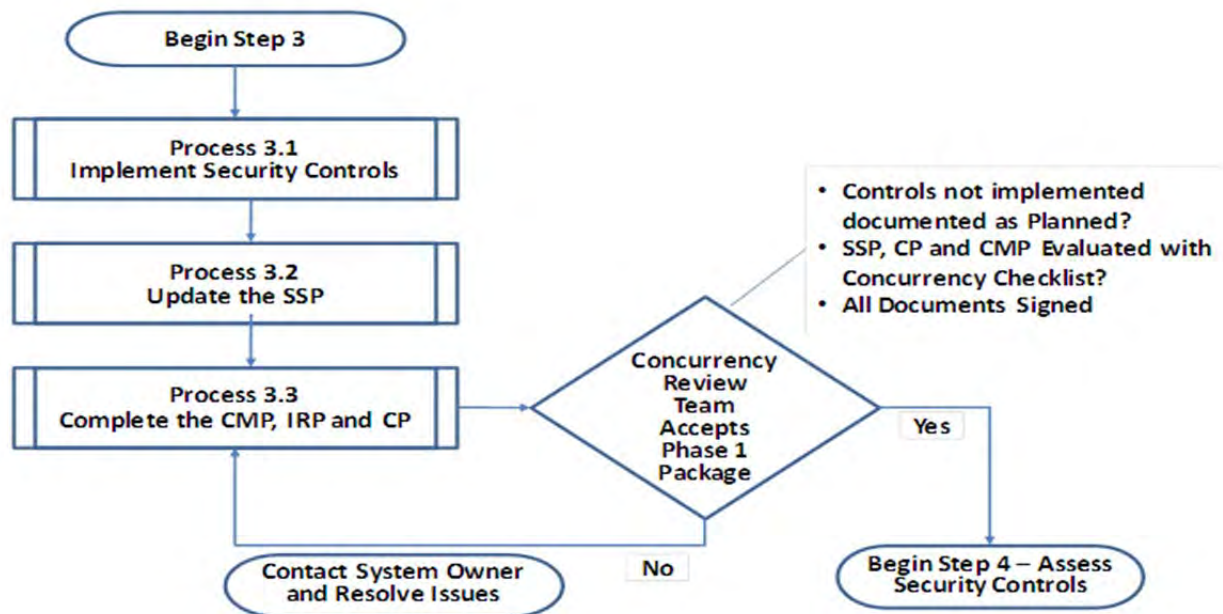 Begin Step 3
Process 3.1
Implement Security Controls
Process 3.2
Update the SSP
Process 3.3
Complete the CMP, IRP and CP
Concurrency
Review
Team
Accepts
Phase 1
Package
• Controls not implemented
documented as Planned?
• SSP, CP and CMP Evaluated with
Concurrency Checklist?
• All Documents Signed
Yes
No
Contact System Owner
and Resolve Issues
Begin Step 4 – Assess
Security Controls